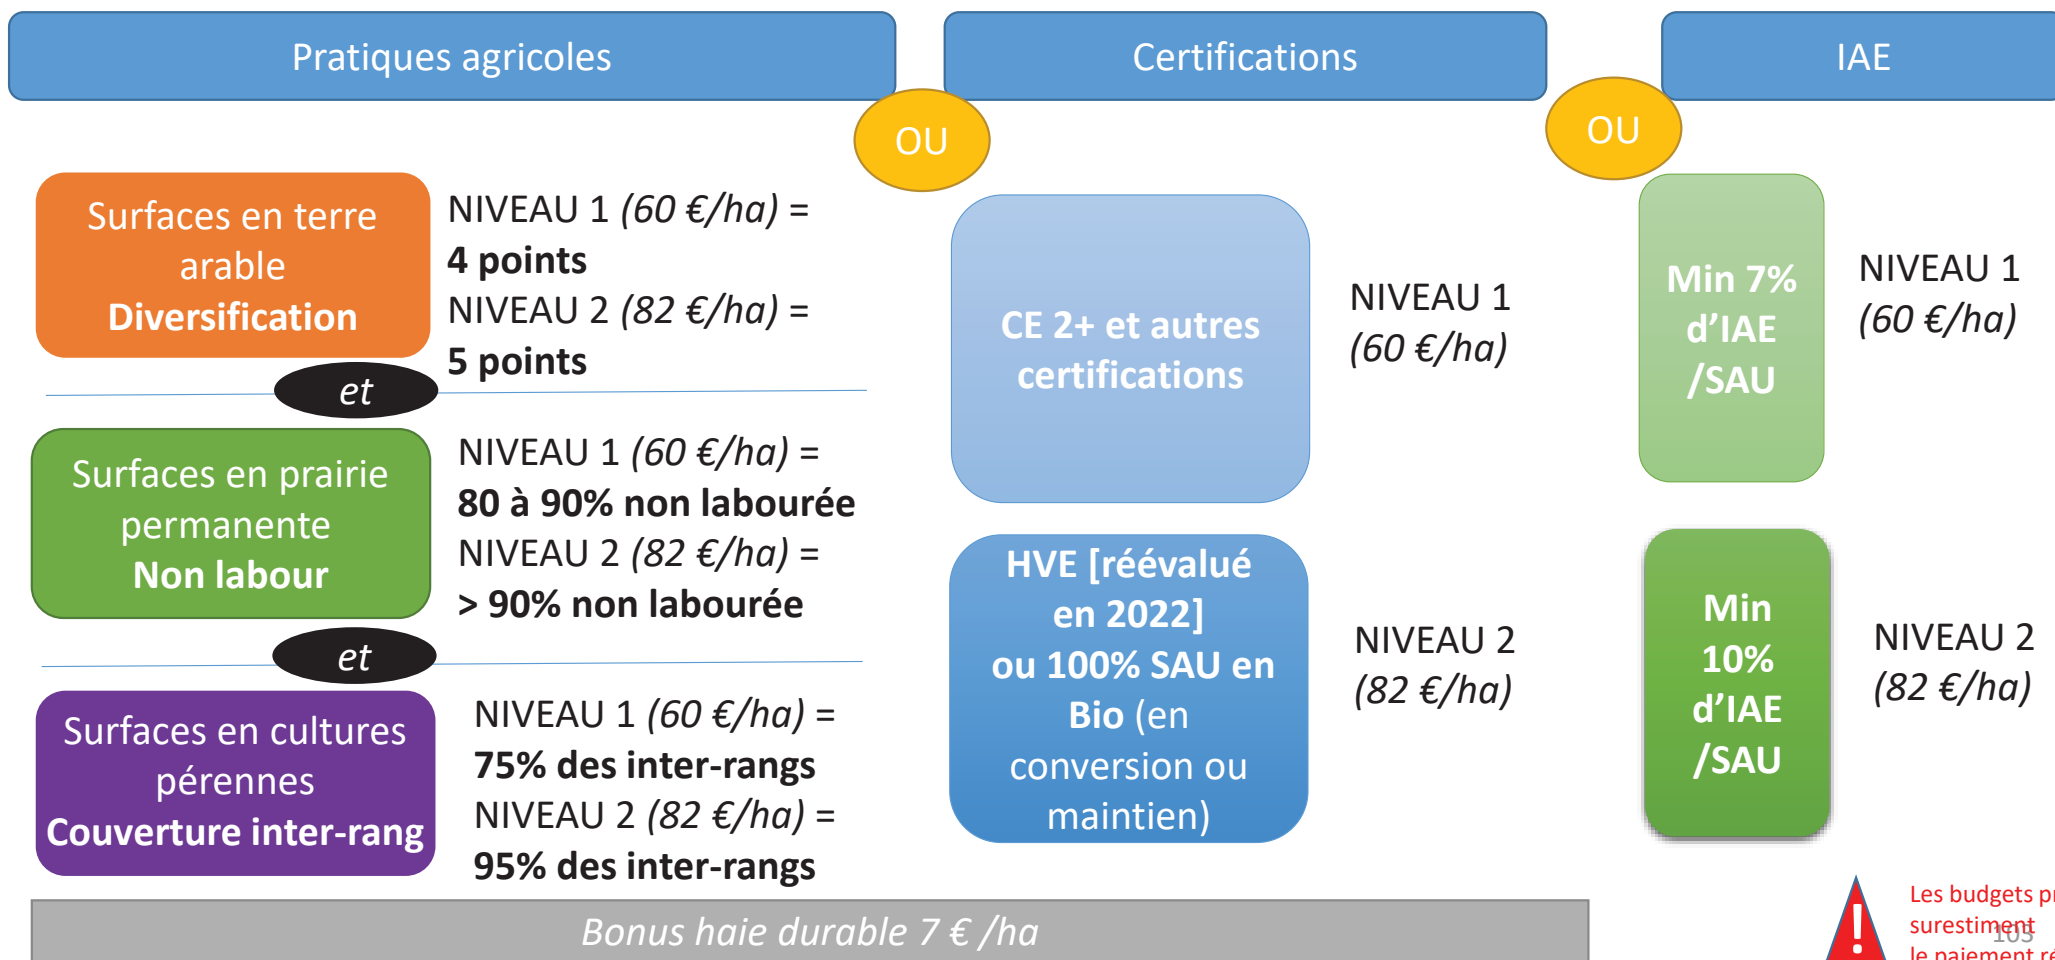 Pratiques agricoles
Certifications
IAE
OU
OU
Surfaces en terre
arable
Diversification
NIVEAU 1 (60 €/ha) =
4 points
NIVEAU 2 (82 €/ha) =
5 points
et
Surfaces en prairie
permanente
Non labour
NIVEAU 1 (60 €/ha) =
80 à 90% non labourée
NIVEAU 2 (82 €/ha) =
> 90% non labourée
et
Surfaces en cultures
pérennes
Couverture inter-rang
NIVEAU 1 (60 €/ha) =
75% des inter-rangs
NIVEAU 2 (82 €/ha) =
95% des inter-rangs
CE 2+ et autres
certifications
NIVEAU 1
(60 €/ha)
HVE [réévalué
en 2022]
ou 100% SAU en
Bio (en
conversion ou
maintien)
NIVEAU 2
(82 €/ha)
Min 7%
d’IAE
/SAU
NIVEAU 1
(60 €/ha)
Min
10%
d’IAE
/SAU
NIVEAU 2
(82 €/ha)
Bonus haie durable 7 € /ha
!
Les budgets
surestiment
le paiement
103